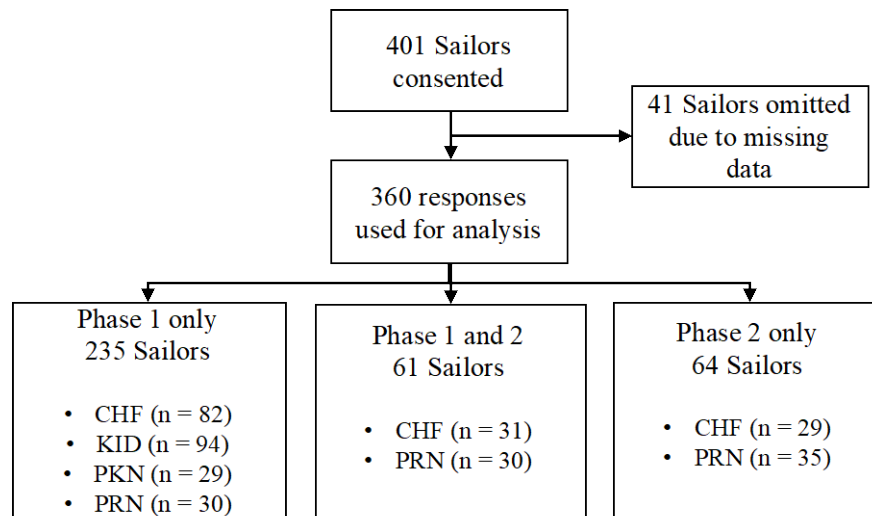 401 Sailors
consented
41 Sailors omitted
due to missing
data
360 responses
used for analysis
Phase 1 only
235 Sailors
• CHF (n = 82)
• KID (n = 94)
• PKN (n = 29)
• PRN (n = 30)
Phase 1 and 2
61 Sailors
• CHF (n = 31)
• PRN (n = 30)
Phase 2 only
64 Sailors
• CHF (n = 29)
• PRN (n = 35)